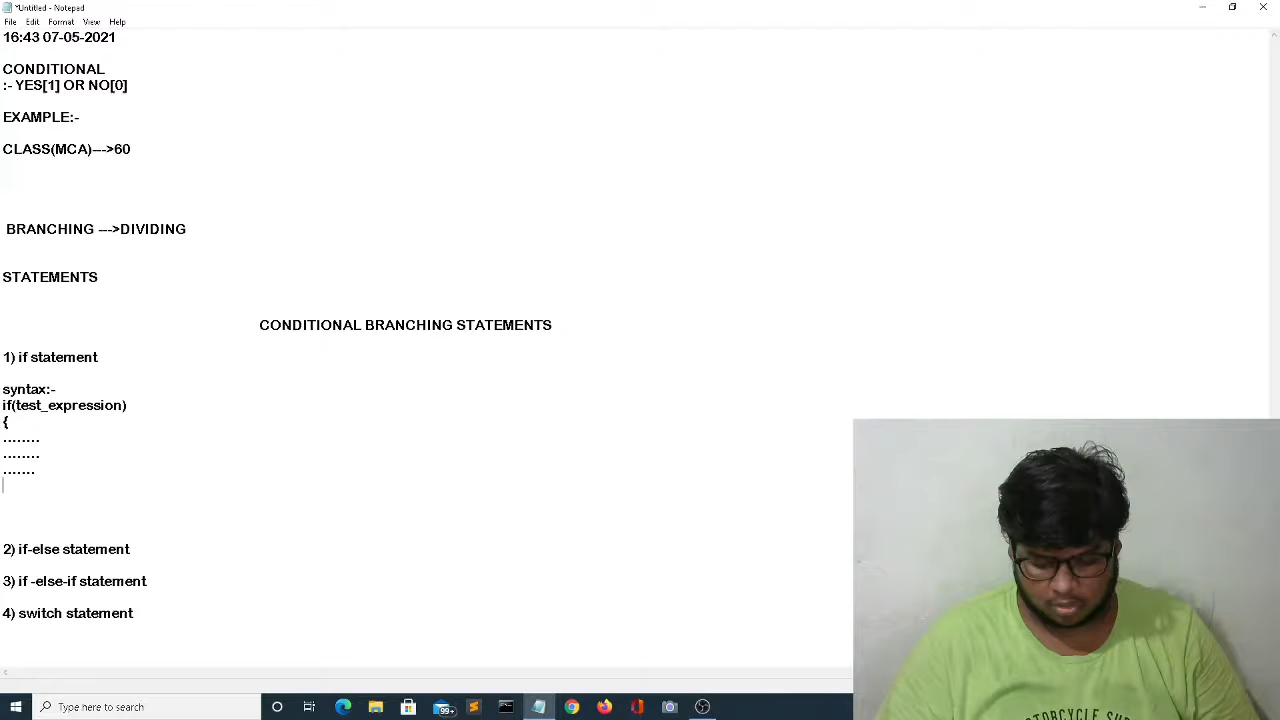 *Untitled - Notepad
File Edit Format View Help
16:43 07-05-2021
CONDITIONAL
:- YES[1] OR NO[0]
EXAMPLE:-
CLASS(MCA)--->60
BRANCHING --->DIVIDING
STATEMENTS
CONDITIONAL BRANCHING STATEMENTS
1) if statement
syntax:-
if(test_expression)
{
........
........
.......
2) if-else statement
3) if -else-if statement
4) switch statement
Type here to search
99+
MOTORCYCLE